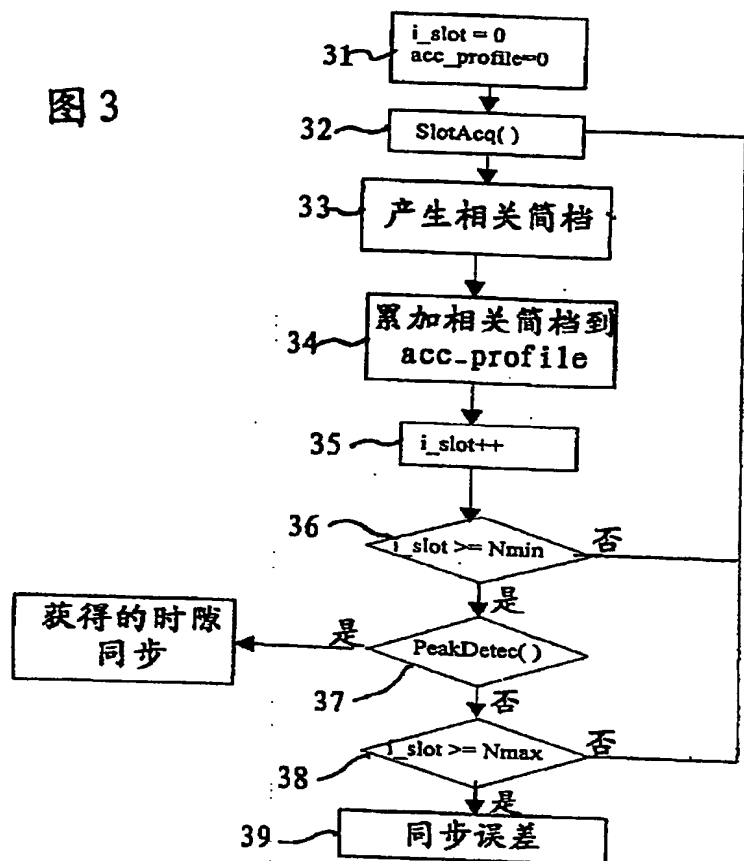 图3
31
i_slot = 0
acc_profile=0
32
SlotAcq( )
33
产生相关简档
34
累加相关简档到
acc_profile
35
i_slot++
36
i_slot >= Nmin
否
是
获得的时隙
同步
是
PeakDetec( )
37
否
38
i_slot >= Nmax
否
是
39
同步误差